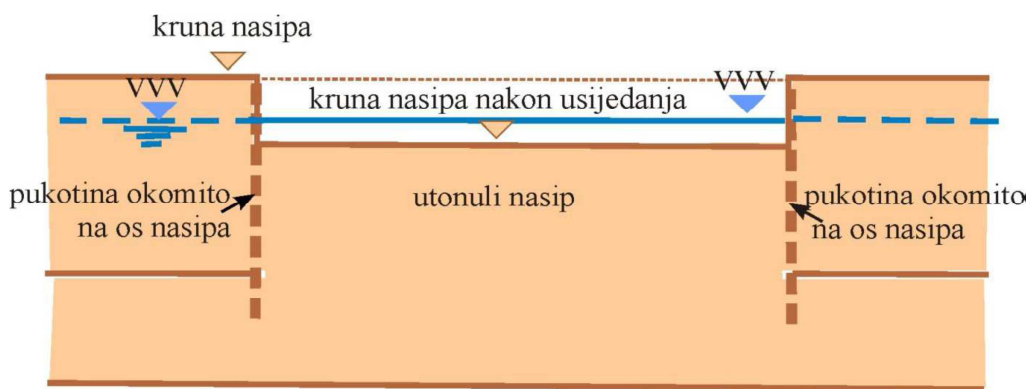 kruna nasipa
VVV
VVV
kruna nasipa nakon usijedanja
pukotina okomito
na os nasipa
utonuli nasip
pukotina okomito
na os nasipa